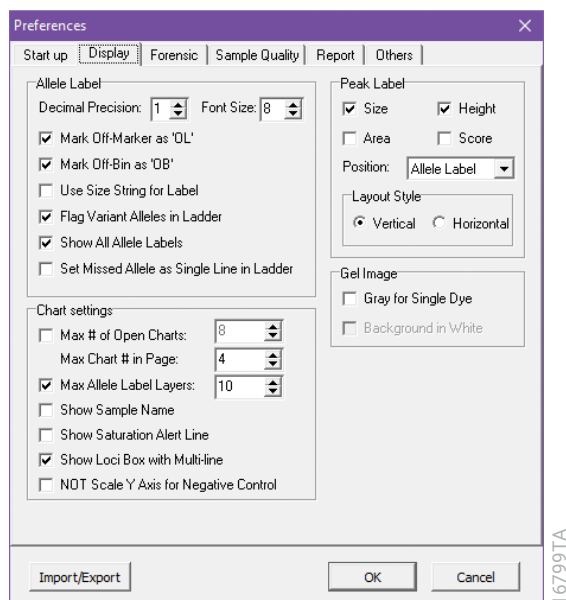 Preferences
Start up Display Forensic Sample Quality Report Others
Allele Label
Decimal Precision: 1 Font Size: 8
Mark Off-Marker as 'OL'
Mark Off-Bin as 'OB'
Use Size String for Label
Flag Variant Alleles in Ladder
Show All Allele Labels
Set Missed Allele as Single Line in Ladder
Chart settings
Max # of Open Charts: 8
Max Chart # in Page: 4
Max Allele Label Layers: 10
Show Sample Name
Show Saturation Alert Line
Show Loci Box with Multi-line
NOT Scale Y Axis for Negative Control
Peak Label
Size Height
Area Score
Position: Allele Label
Layout Style
Vertical Horizontal
Gel Image
Gray for Single Dye
Background in White
Import/Export OK Cancel
16799TA